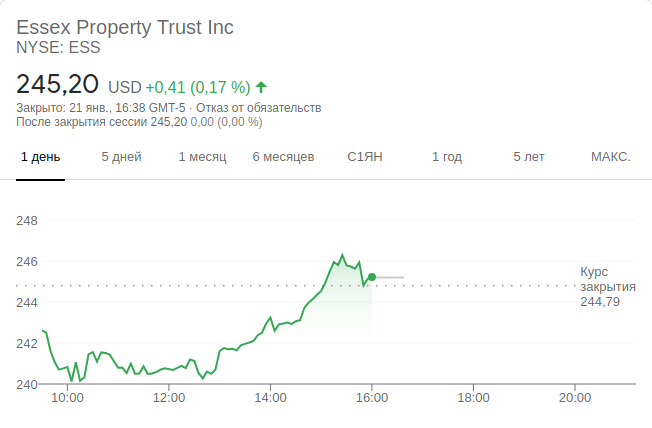 Essex Property Trust Inc
NYSE: ESS
245,20 USD +0,41 (0,17 %)
Закрыто: 21 янв., 16:38 GMT-5 · Отказ от обязательств
После закрытия сессии 245,20 0,00 (0,00 %)
1 день 5 дней 1 месяц 6 месяцев С1ЯН 1 год 5 лет МАКС.
248
246
Курс
закрытия
244,79
244
242
240
10:00 12:00 14:00 16:00 18:00 20:00